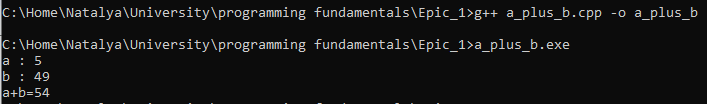 C:\Home\Natalya\University\programming fundamentals\Epic_1>g++ a_plus_b.cpp -o a_plus_b
C:\Home\Natalya\University\programming fundamentals\Epic_1>a_plus_b.exe
a : 5
b : 49
a+b=54